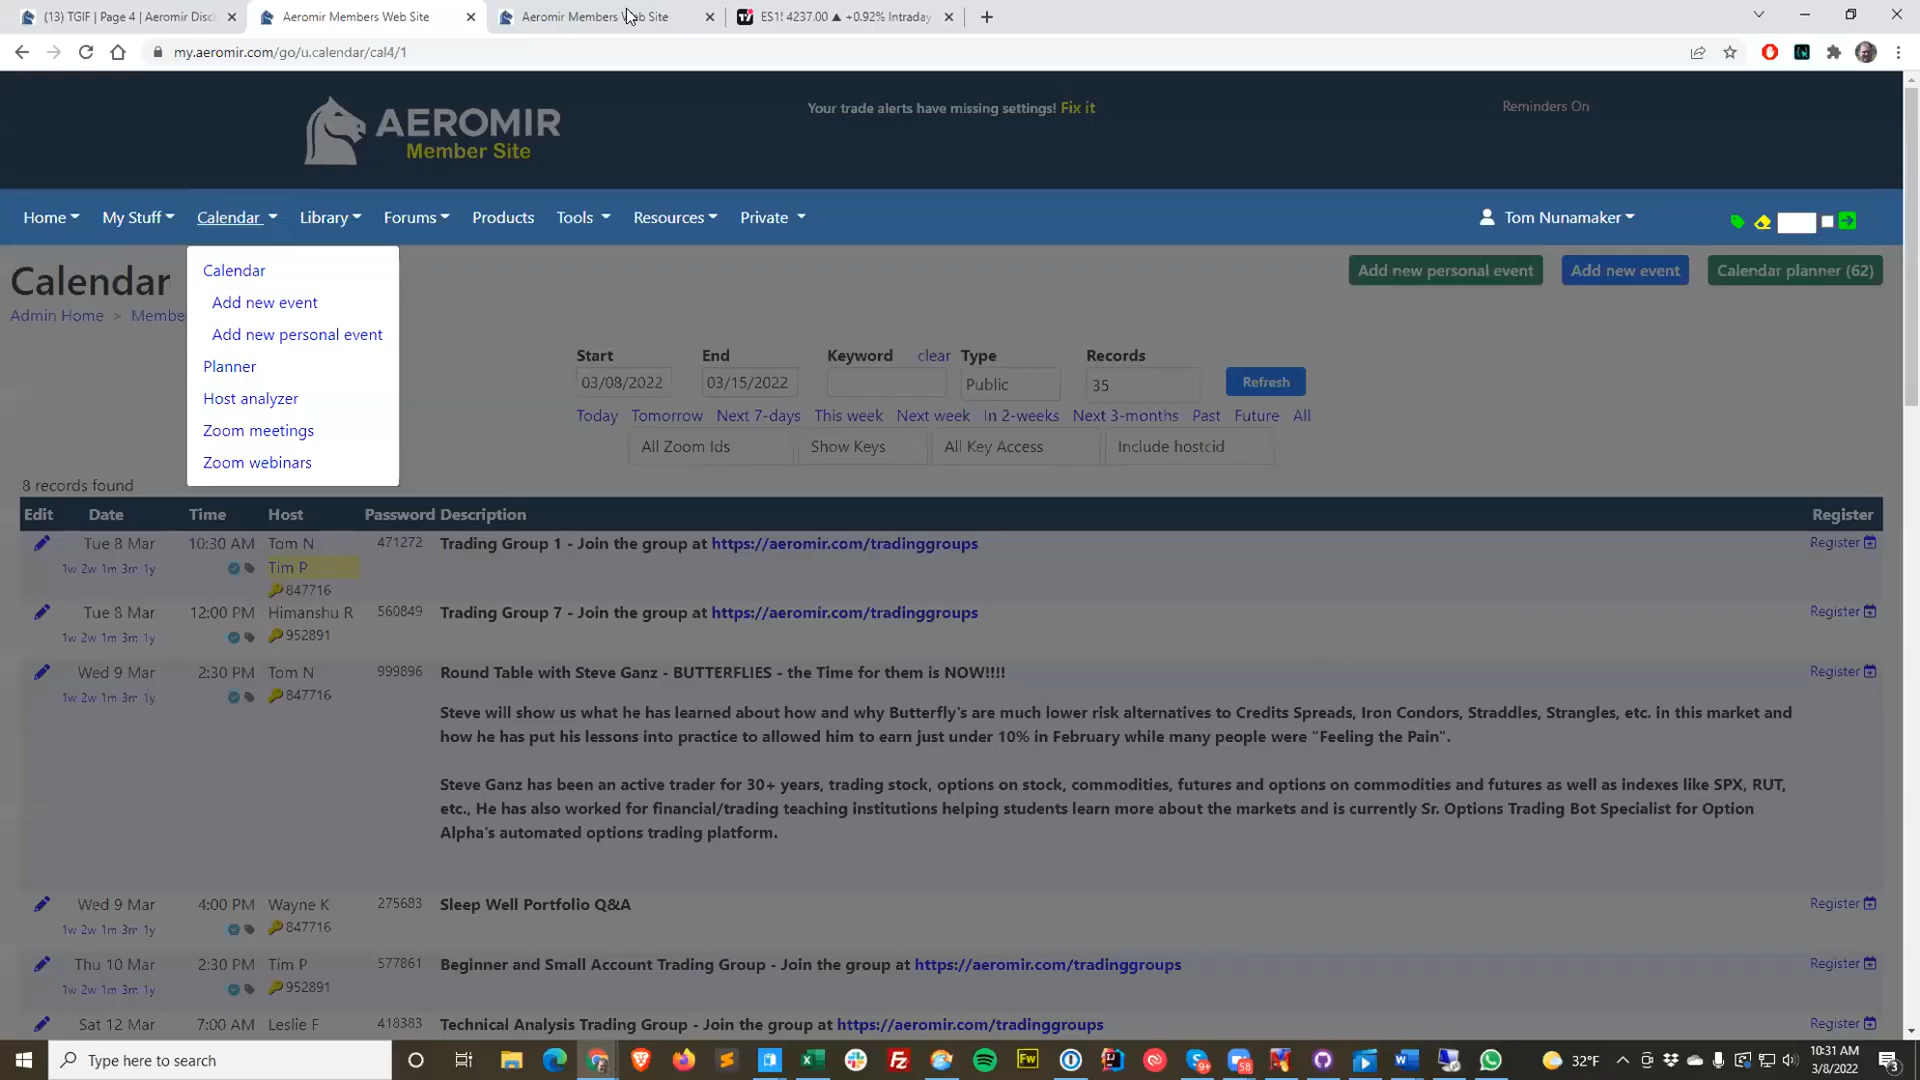 (13) TGIF | Page 4 | Aeromir Disc
Aeromir Members Web Site
Aeromir Members Web Site
ES1! 4237.00 ▲ +0.92% Intraday
my.aeromir.com/go/u.calendar/cal4/1
AEROMIR
Member Site
Your trade alerts have missing settings! Fix it
Reminders On
Home My Stuff Calendar Library Forums Products Tools Resources Private Tom Nunamaker
Calendar
Add new event
Add new personal event
Planner
Host analyzer
Zoom meetings
Zoom webinars
Calendar
Add new personal event Add new event Calendar planner (62)
Admin Home > Membe
Start End Keyword clear Type Records
03/08/2022 03/15/2022 Public 35 Refresh
Today Tomorrow Next 7-days This week Next week In 2-weeks Next 3-months Past Future All
All Zoom Ids Show Keys All Key Access Include hostcid
8 records found
Edit Date Time Host Password Description Register
Tue 8 Mar 10:30 AM Tom N 471272 Trading Group 1 - Join the group at https://aeromir.com/tradinggroups Register
1w 2w 1m 3m 1y Tim P
847716
Tue 8 Mar 12:00 PM Himanshu R 560849 Trading Group 7 - Join the group at https://aeromir.com/tradinggroups Register
1w 2w 1m 3m 1y 952891
Wed 9 Mar 2:30 PM Tom N 999896 Round Table with Steve Ganz - BUTTERFLIES - the Time for them is NOW!!!! Register
1w 2w 1m 3m 1y 847716
Steve will show us what he has learned about how and why Butterfly's are much lower risk alternatives to Credits Spreads, Iron Condors, Straddles, Strangles, etc. in this market and
how he has put his lessons into practice to allowed him to earn just under 10% in February while many people were "Feeling the Pain".
Steve Ganz has been an active trader for 30+ years, trading stock, options on stock, commodities, futures and options on commodities and futures as well as indexes like SPX, RUT,
etc., He has also worked for financial/trading teaching institutions helping students learn more about the markets and is currently Sr. Options Trading Bot Specialist for Option
Alpha's automated options trading platform.
Wed 9 Mar 4:00 PM Wayne K 275683 Sleep Well Portfolio Q&A Register
1w 2w 1m 3m 1y 847716
Thu 10 Mar 2:30 PM Tim P 577861 Beginner and Small Account Trading Group - Join the group at https://aeromir.com/tradinggroups Register
1w 2w 1m 3m 1y 952891
Sat 12 Mar 7:00 AM Leslie F 418383 Technical Analysis Trading Group - Join the group at https://aeromir.com/tradinggroups Register
Type here to search
32°F
10:31 AM
3/8/2022